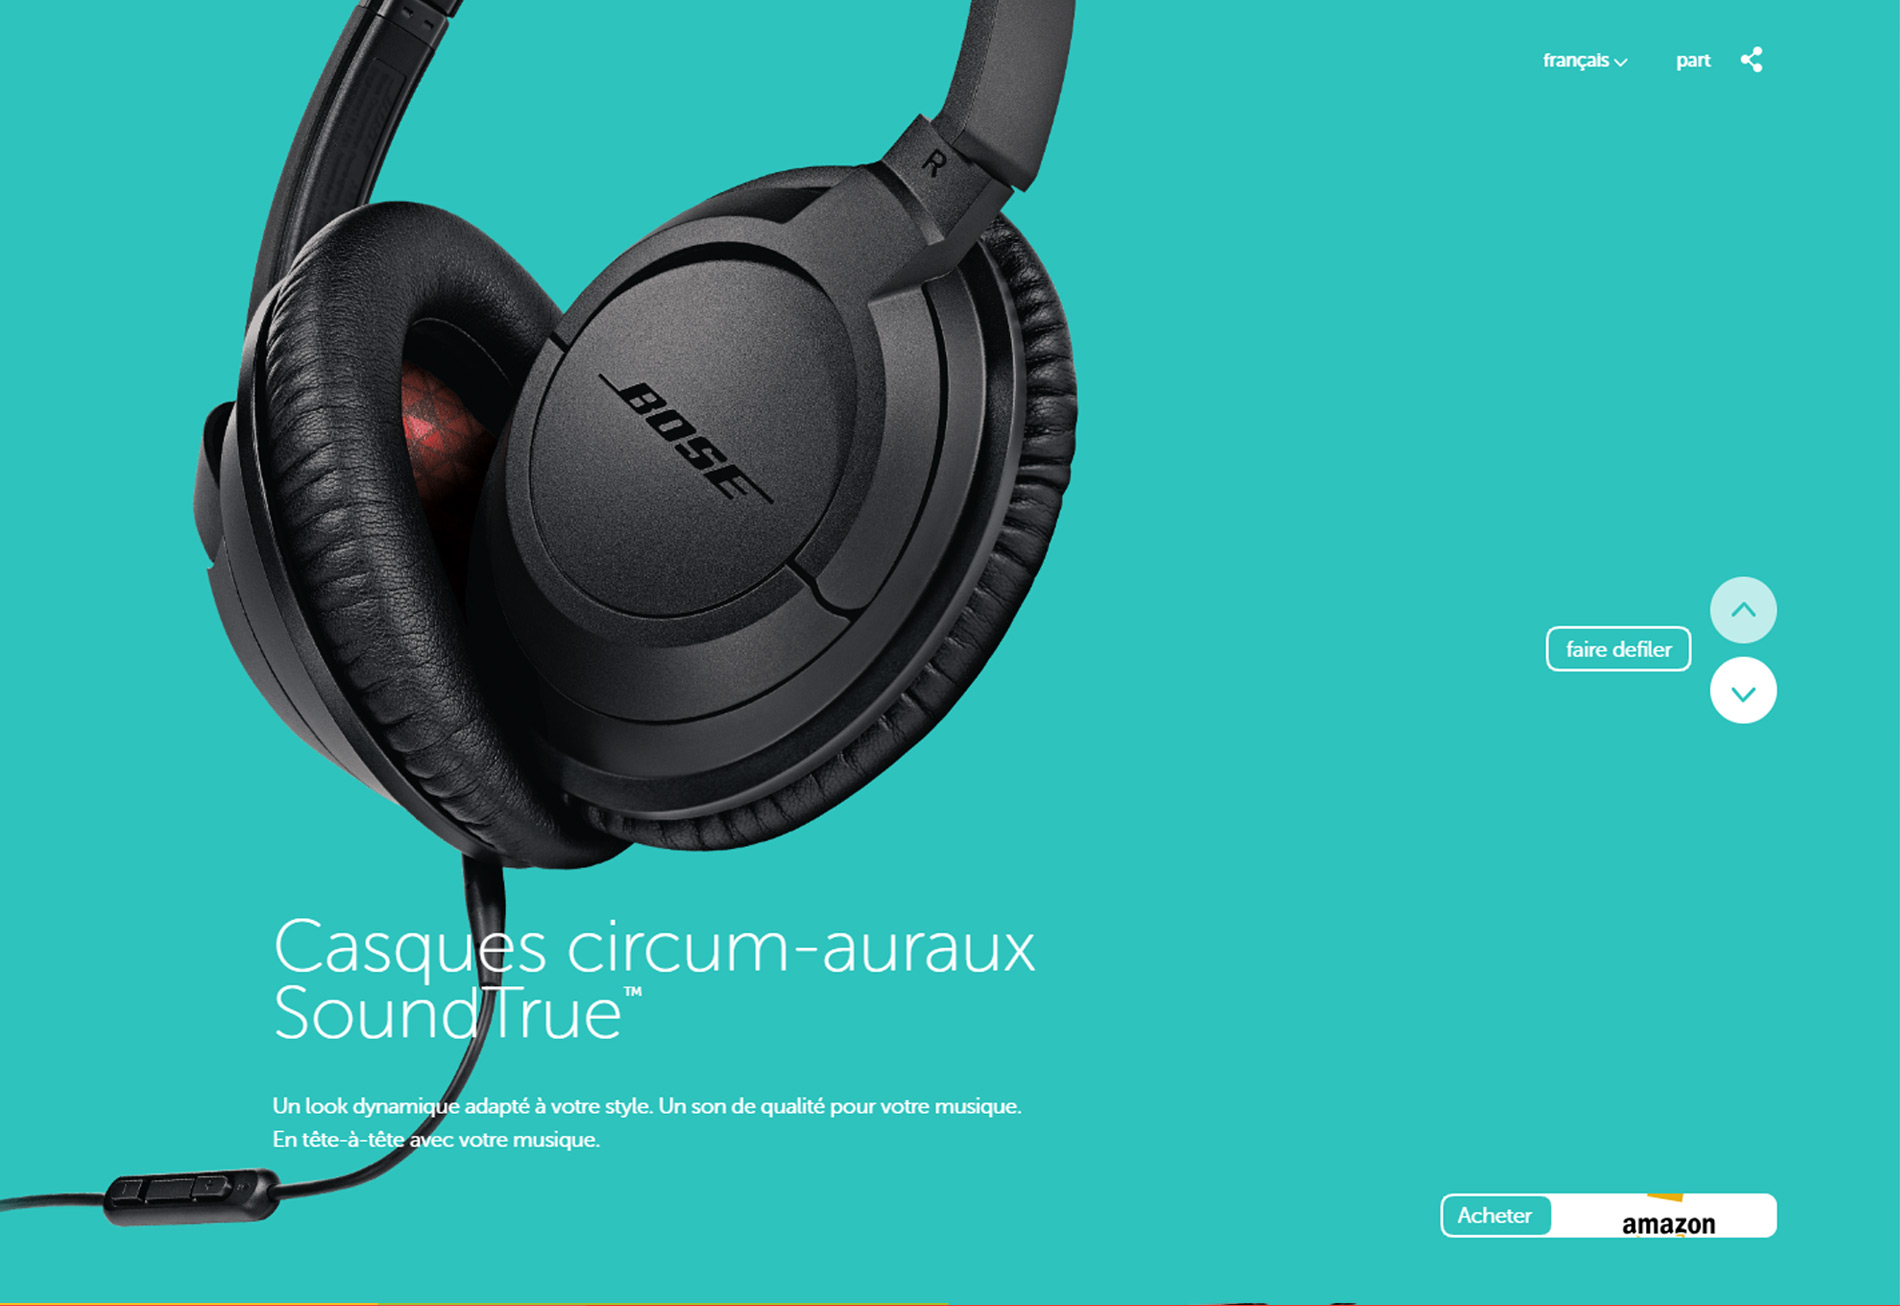 français
part
R
BOSE
faire defiler
Casques circum-auraux
SoundTrue™
Un look dynamique adapté à votre style. Un son de qualité pour votre musique.
En tête-à-tête avec votre musique.
Acheter
amazon